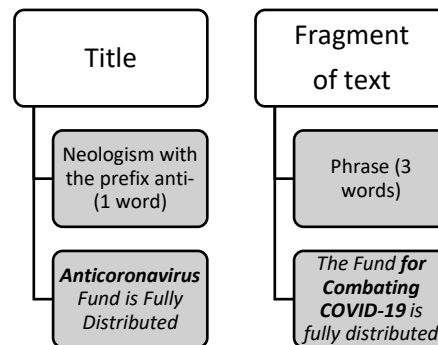 Title
Neologism with
the prefix anti-
(1 word)
Anticoronavirus
Fund is Fully
Distributed
Fragment
of text
Phrase (3
words)
The Fund for
Combating
COVID-19 is
fully distributed